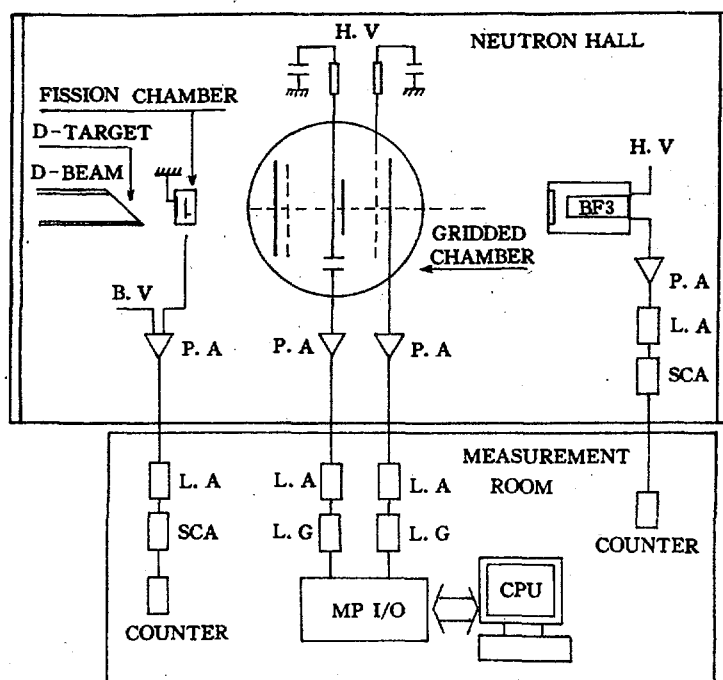 H. V
NEUTRON HALL
FISSION CHAMBER
D-TARGET
D-BEAM
H. V
BF3
GRIDDED
CHAMBER
B. V
P. A
P. A
P. A
P. A
L. A
SCA
MEASUREMENT
ROOM
L. A
L. A
L. A
SCA
L. G
L. G
COUNTER
CPU
MP I/O
COUNTER